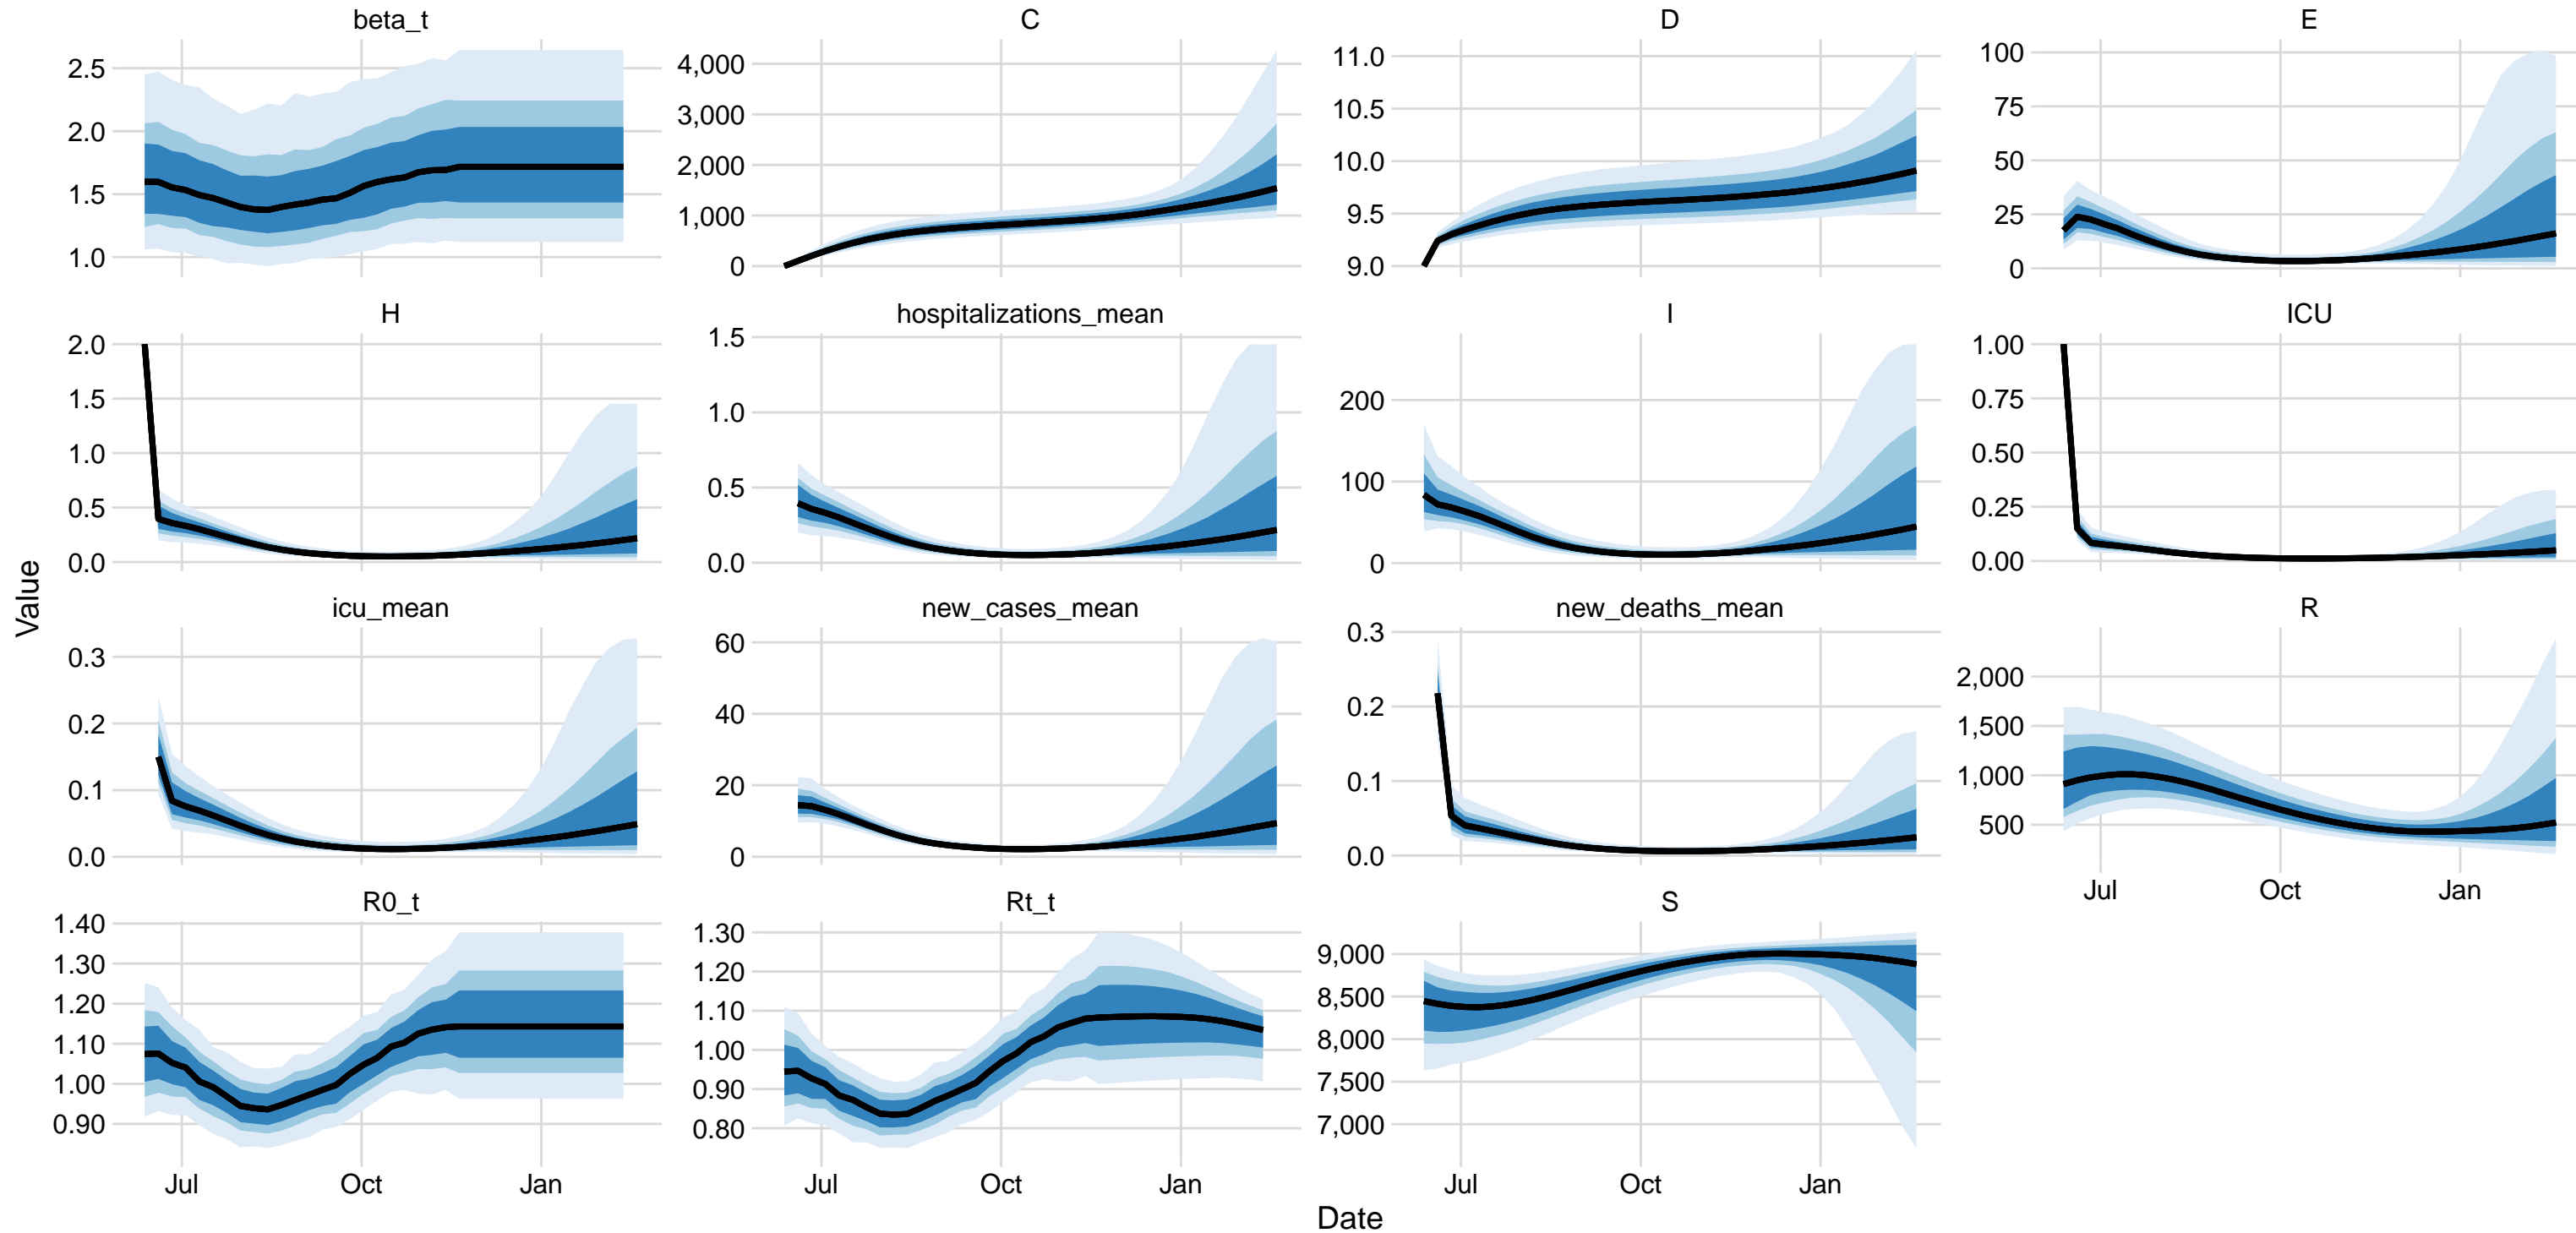 beta_t C D E
2.5 4,000 11.0 100
2.0 3,000 10.5 75
1.5 2,000 10.0 50
1.0 1,000 9.5 25
0 9.0 0
H hospitalizations_mean I ICU
2.0 1.5 200 1.00
1.5 1.0 100 0.75
1.0 0.5 0 0.50
0.5 0.0 0.25
0.0 0.00
Value
icu_mean new_cases_mean new_deaths_mean R
0.3 60 0.3 2,000
0.2 40 0.2 1,500
0.1 20 0.1 1,000
0.0 0 0.0 500
Jul Oct Jan
R0_t Rt_t S
1.40 1.30 9,000
1.30 1.20 8,500
1.20 1.10 8,000
1.10 1.00 7,500
1.00 0.90 7,000
0.90 0.80
Jul Oct Jan Jul Oct Jan Jul Oct Jan
Date